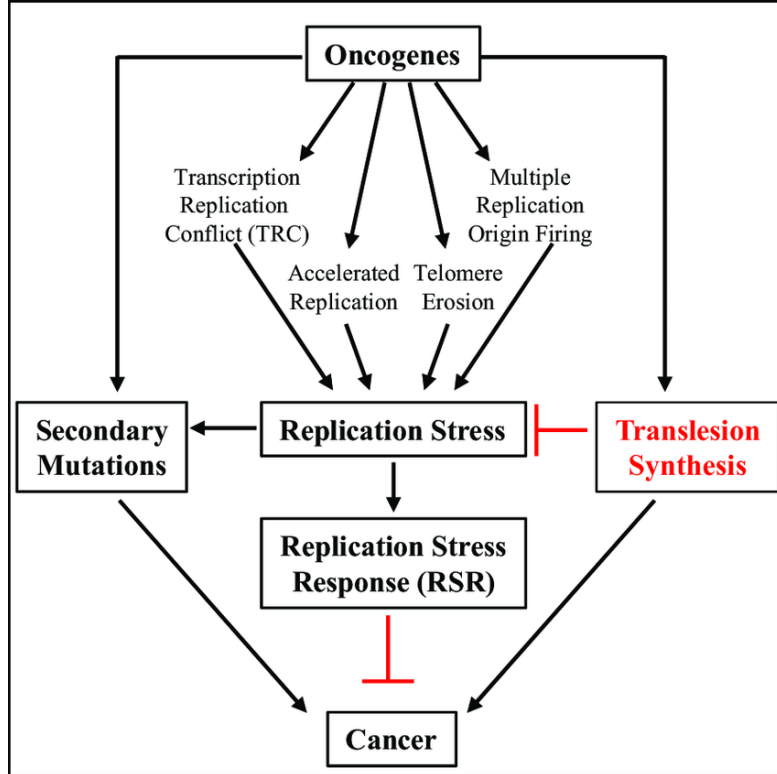 Oncogenes
Transcription
Replication
Conflict (TRC)
Multiple
Replication
Origin Firing
Accelerated
Replication
Telomere
Erosion
Secondary
Mutations
Replication Stress
Translesion
Synthesis
Replication Stress
Response (RSR)
Cancer